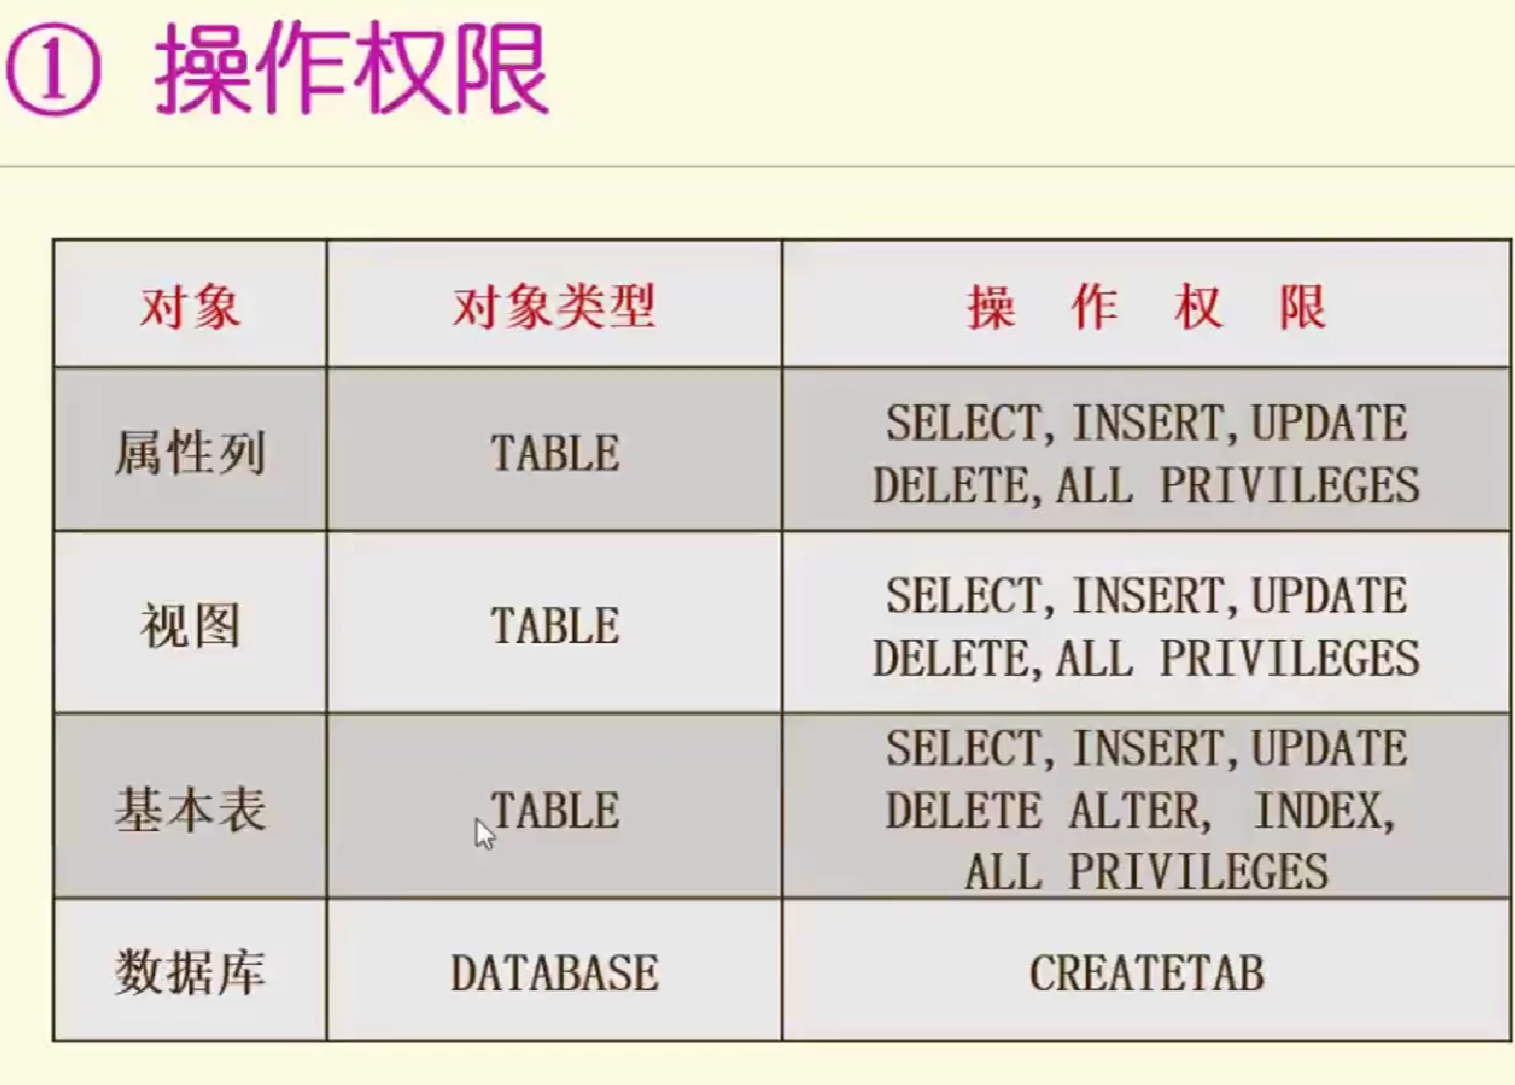 ① 操作权限
对象 对象类型 操 作 权 限
属性列 TABLE SELECT, INSERT, UPDATE
DELETE, ALL PRIVILEGES
视图 TABLE SELECT, INSERT, UPDATE
DELETE, ALL PRIVILEGES
基本表 TABLE SELECT, INSERT, UPDATE
DELETE ALTER, INDEX,
ALL PRIVILEGES
数据库 DATABASE CREATETAB